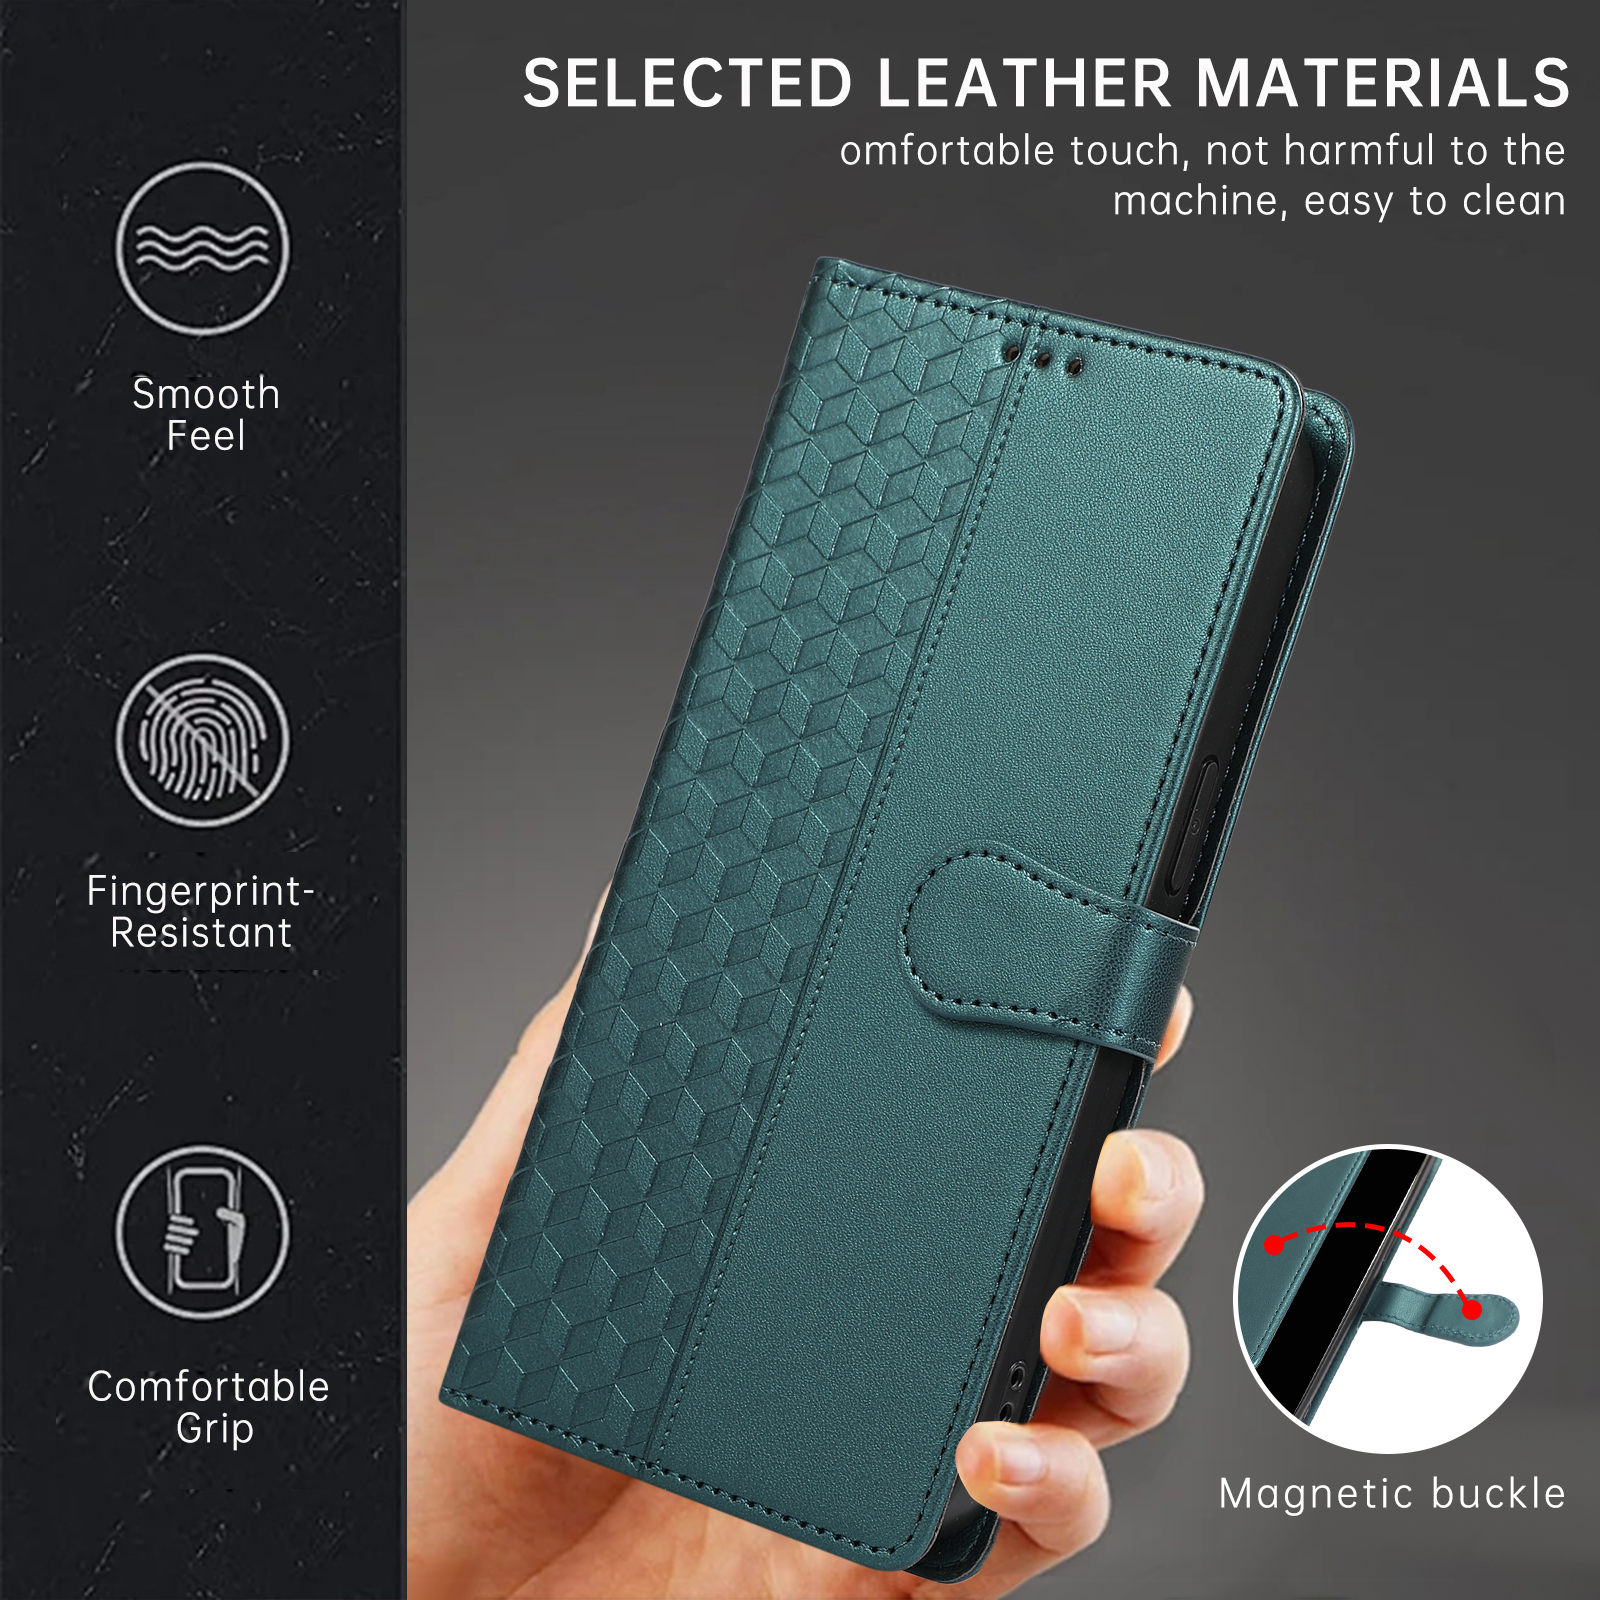 SELECTED LEATHER MATERIALS
omfortable touch, not harmful to the
machine, easy to clean
Smooth
Feel
Fingerprint-
Resistant
Comfortable
Grip
Magnetic buckle